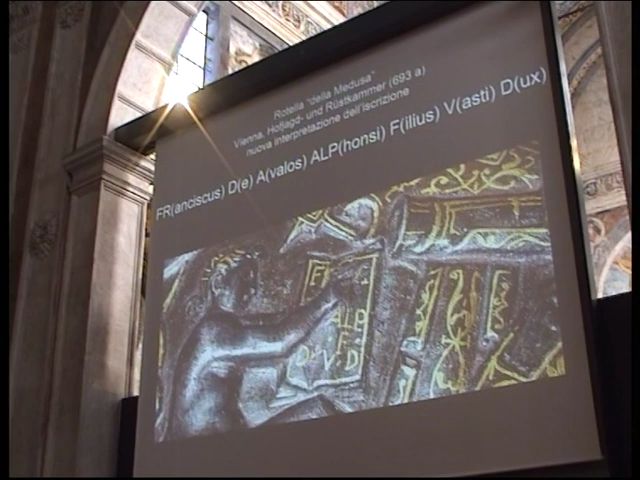 Rotella "della Medusa"
Vienna, Hofjagd- und Rüstkammer (693 a)
nuova interpretazione dell'iscrizione
FR(anciscus) D(e) A(valos) ALP(honsi) F(ilius) V(asti) D(ux)
F
ALP
F
D V D